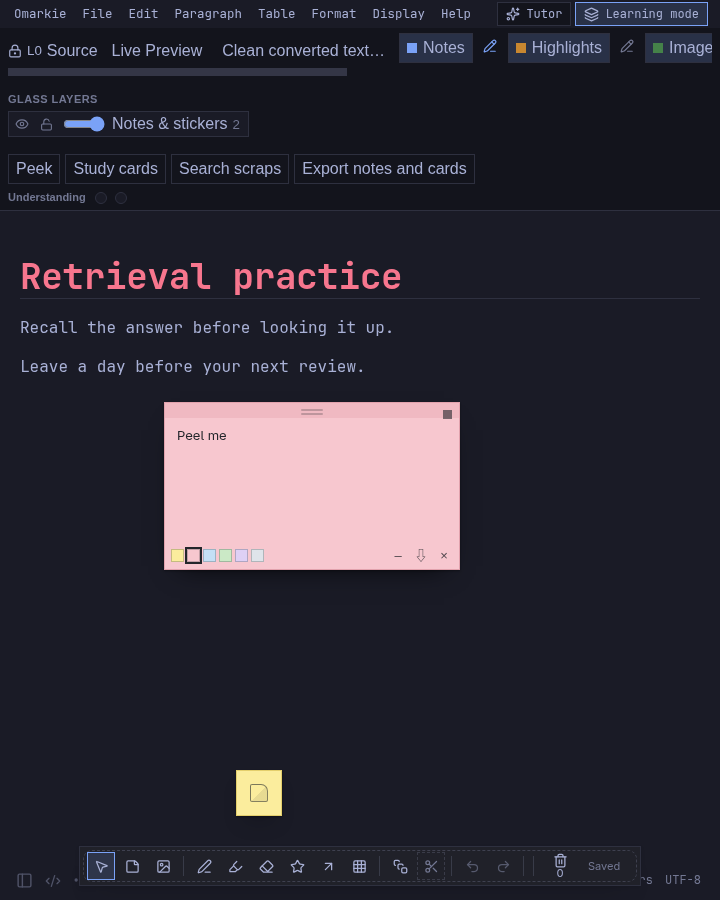 Omarkie File Edit Paragraph Table Format Display Help Tutor Learning mode
L0 Source Live Preview Clean converted text… Notes Highlights Image
GLASS LAYERS
Notes & stickers 2
Peek Study cards Search scraps Export notes and cards
Understanding
Retrieval practice
Recall the answer before looking it up.
Leave a day before your next review.
Peel me
0 Saved
UTF-8